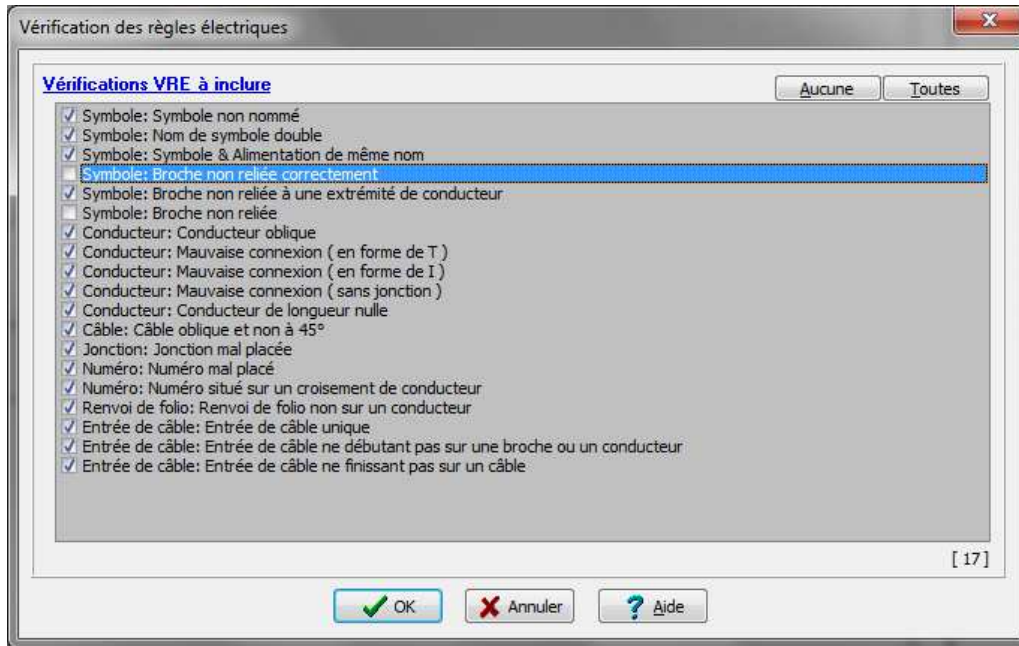 Vérification des règles électriques
Vérifications VRE à inclure
Aucune
Toutes
Symbole: Symbole non nommé
Symbole: Nom de symbole double
Symbole: Symbole & Alimentation de même nom
Symbole: Broche non reliée correctement
Symbole: Broche non reliée à une extrémité de conducteur
Symbole: Broche non reliée
Conducteur: Conducteur oblique
Conducteur: Mauvaise connexion ( en forme de T )
Conducteur: Mauvaise connexion ( en forme de I )
Conducteur: Mauvaise connexion ( sans jonction )
Conducteur: Conducteur de longueur nulle
Câble: Câble oblique et non à 45°
Jonction: Jonction mal placée
Numéro: Numéro mal placé
Numéro: Numéro situé sur un croisement de conducteur
Renvoi de folio: Renvoi de folio non sur un conducteur
Entrée de câble: Entrée de câble unique
Entrée de câble: Entrée de câble ne débutant pas sur une broche ou un conducteur
Entrée de câble: Entrée de câble ne finissant pas sur un câble
[ 17 ]
OK
Annuler
Aide